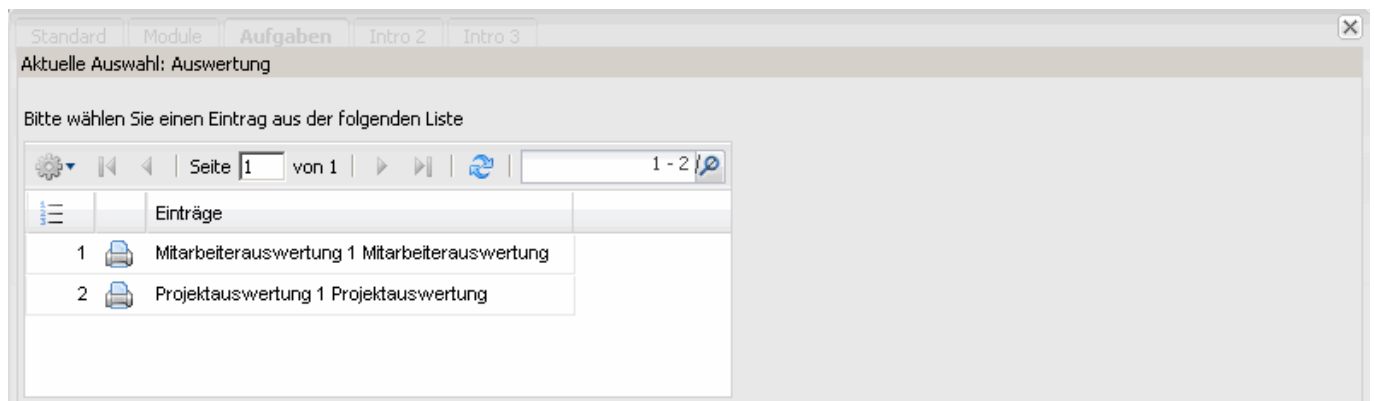 Standard Module Aufgaben Intro 2 Intro 3
Aktuelle Auswahl: Auswertung
Bitte wählen Sie einen Eintrag aus der folgenden Liste
Seite 1 von 1 1 - 2 /
Einträge
1 Mitarbeiterauswertung 1 Mitarbeiterauswertung
2 Projektauswertung 1 Projektauswertung